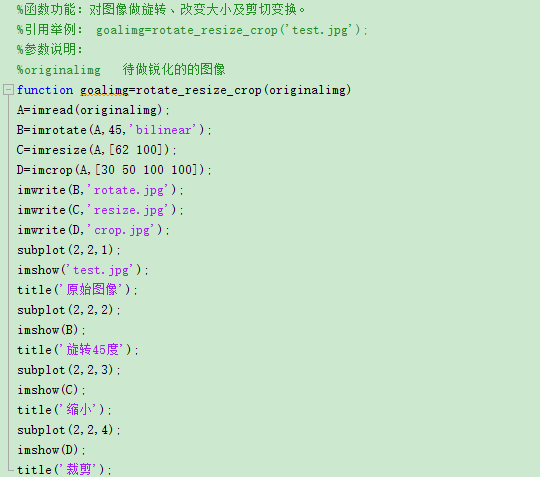 %函数功能：对图像做旋转、改变大小及剪切变换。
%引用举例： goalimg=rotate_resize_crop('test.jpg');
%参数说明：
%originalimg   待做锐化的的图像
function goalimg=rotate_resize_crop(originalimg)
A=imread(originalimg);
B=imrotate(A,45,'bilinear');
C=imresize(A,[62 100]);
D=imcrop(A,[30 50 100 100]);
imwrite(B,'rotate.jpg');
imwrite(C,'resize.jpg');
imwrite(D,'crop.jpg');
subplot(2,2,1);
imshow('test.jpg');
title('原始图像');
subplot(2,2,2);
imshow(B);
title('旋转45度');
subplot(2,2,3);
imshow(C);
title('缩小');
subplot(2,2,4);
imshow(D);
title('裁剪');